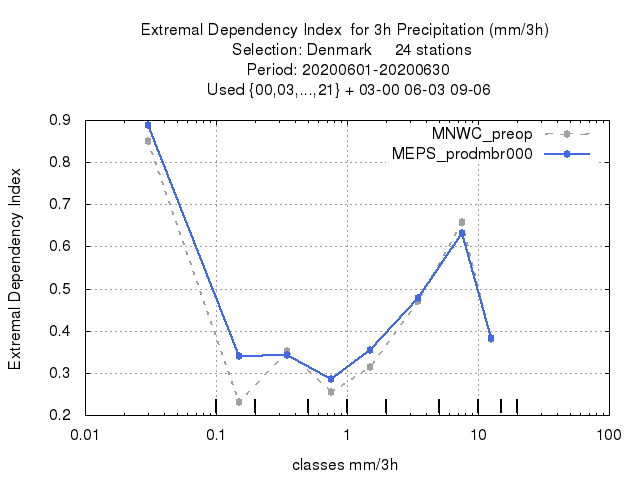 Extremal Dependency Index  for 3h Precipitation (mm/3h)
Selection: Denmark     24 stations
Period: 20200601-20200630
Used {00,03,...,21} + 03-00 06-03 09-06
MNWC_preop
MEPS_prodmbr000
Extremal Dependency Index
0.9
0.8
0.7
0.6
0.5
0.4
0.3
0.2
0.01
0.1
1
10
100
classes mm/3h